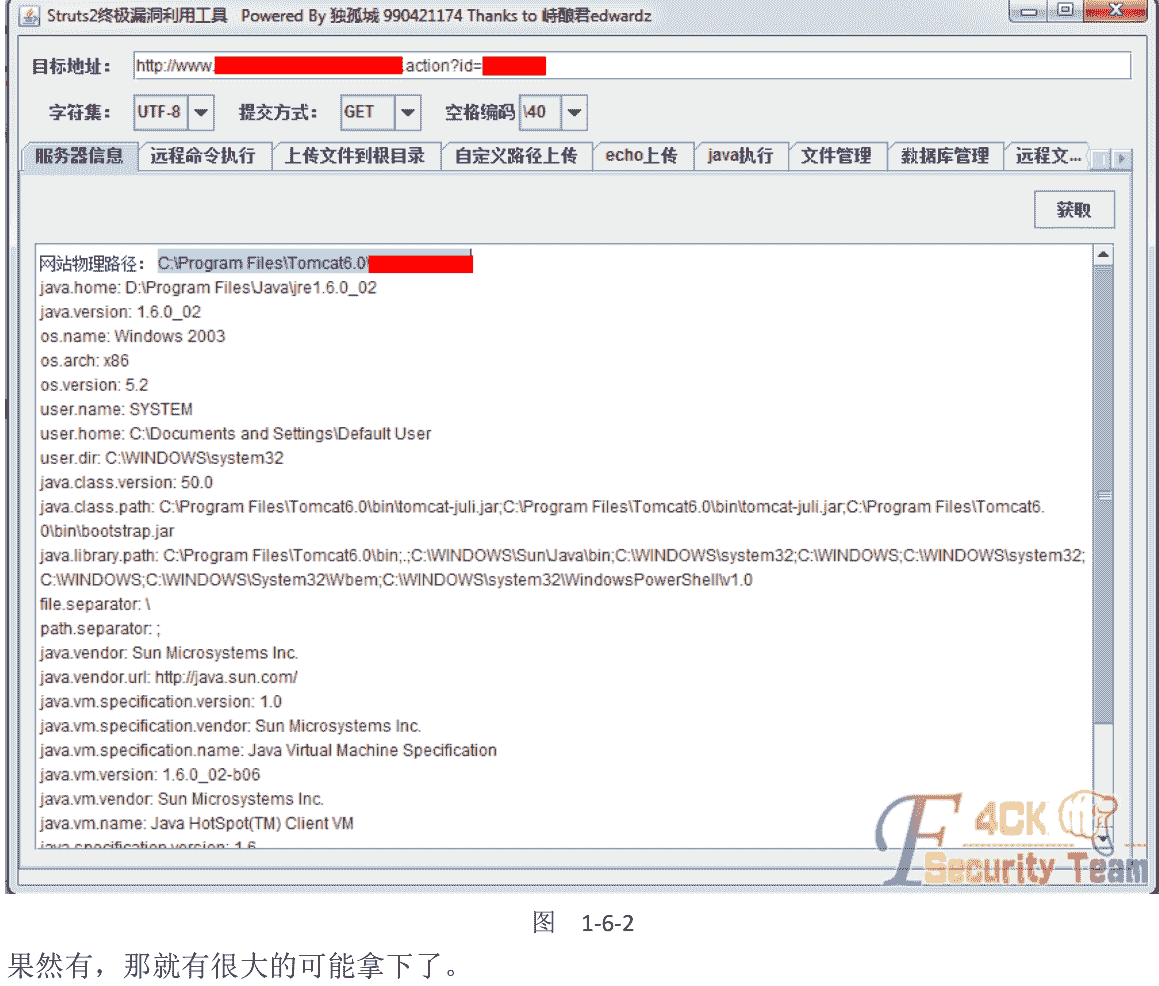 Struts2终极漏洞利用工具 Powered By 独孤城 990421174 Thanks to 峙酿君edwardz
目标地址： http://www. .action?id=
字符集： UTF-8 提交方式： GET 空格编码 \40
服务器信息 远程命令执行 上传文件到根目录 自定义路径上传 echo上传 java执行 文件管理 数据库管理 远程文...
获取
网站物理路径： C:\Program Files\Tomcat6.0\
java.home: D:\Program Files\Java\jre1.6.0_02
java.version: 1.6.0_02
os.name: Windows 2003
os.arch: x86
os.version: 5.2
user.name: SYSTEM
user.home: C:\Documents and Settings\Default User
user.dir: C:\WINDOWS\system32
java.class.version: 50.0
java.class.path: C:\Program Files\Tomcat6.0\bin\tomcat-juli.jar;C:\Program Files\Tomcat6.0\bin\tomcat-juli.jar;C:\Program Files\Tomcat6.
0\bin\bootstrap.jar
java.library.path: C:\Program Files\Tomcat6.0\bin;.;C:\WINDOWS\Sun\Java\bin;C:\WINDOWS\system32;C:\WINDOWS;C:\WINDOWS\system32;
C:\WINDOWS;C:\WINDOWS\System32\Wbem;C:\WINDOWS\system32\WindowsPowerShell\v1.0
file.separator: \
path.separator: ;
java.vendor: Sun Microsystems Inc.
java.vendor.url: http://java.sun.com/
java.vm.specification.version: 1.0
java.vm.specification.vendor: Sun Microsystems Inc.
java.vm.specification.name: Java Virtual Machine Specification
java.vm.version: 1.6.0_02-b06
java.vm.vendor: Sun Microsystems Inc.
java.vm.name: Java HotSpot(TM) Client VM
java.specification.version: 1.6
F4CK
Security Team
图 1-6-2
果然有，那就有很大的可能拿下了。